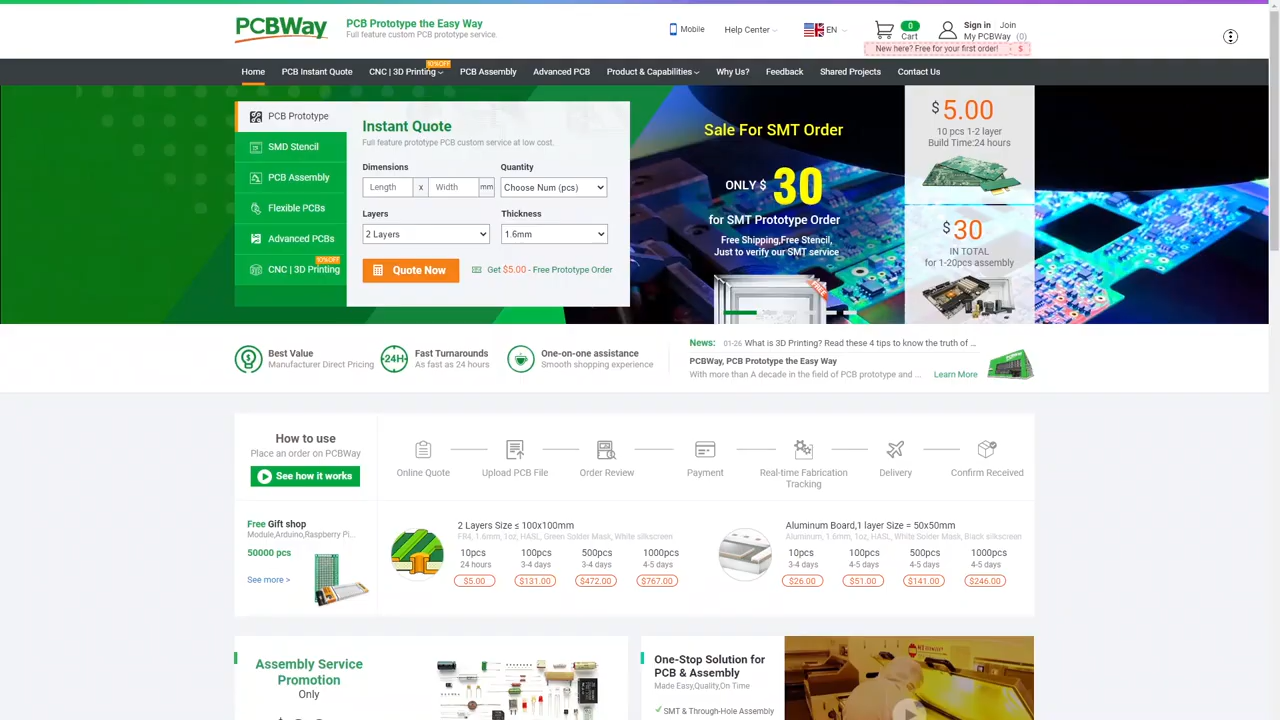 PCBWay
PCB Prototype the Easy Way
Full feature custom PCB prototype service.
Mobile
Help Center
EN
0
Cart
Sign in Join
My PCBWay (0)
New here? Free for your first order! $
Home
PCB Instant Quote
CNC | 3D Printing
10%OFF
PCB Assembly
Advanced PCB
Product & Capabilities
Why Us?
Feedback
Shared Projects
Contact Us
PCB Prototype
SMD Stencil
PCB Assembly
Flexible PCBs
Advanced PCBs
10%OFF
CNC | 3D Printing
Instant Quote
Full feature prototype PCB custom service at low cost.
Dimensions
Quantity
Length x Width mm
Choose Num (pcs)
Layers
Thickness
2 Layers
1.6mm
Quote Now
Get $5.00 - Free Prototype Order
Sale For SMT Order
ONLY $ 30
for SMT Prototype Order
Free Shipping,Free Stencil,
Just to verify our SMT service
FREE
$5.00
10 pcs 1-2 layer
Build Time:24 hours
$30
IN TOTAL
for 1-20pcs assembly
Best Value
Manufacturer Direct Pricing
24H
Fast Turnarounds
As fast as 24 hours
One-on-one assistance
Smooth shopping experience
News: 01-26 What is 3D Printing? Read these 4 tips to know the truth of ...
PCBWay, PCB Prototype the Easy Way
With more than A decade in the field of PCB prototype and ... Learn More
How to use
Place an order on PCBWay
See how it works
Online Quote
Upload PCB File
Order Review
Payment
Real-time Fabrication
Tracking
Delivery
Confirm Received
Free Gift shop
Module,Arduino,Raspberry Pi...
50000 pcs
See more >
2 Layers Size ≤ 100x100mm
FR4, 1.6mm, 1oz, HASL, Green Solder Mask, White silkscreen
10pcs 100pcs 500pcs 1000pcs
24 hours 3-4 days 3-4 days 4-5 days
$5.00 $131.00 $472.00 $767.00
Aluminum Board,1 layer Size = 50x50mm
Aluminum, 1.6mm, 1oz, HASL, White Solder Mask, Black silkscreen
10pcs 100pcs 500pcs 1000pcs
3-4 days 4-5 days 4-5 days 4-5 days
$26.00 $51.00 $141.00 $246.00
Assembly Service
Promotion
Only
One-Stop Solution for
PCB & Assembly
Made Easy,Quality,On Time
SMT & Through-Hole Assembly